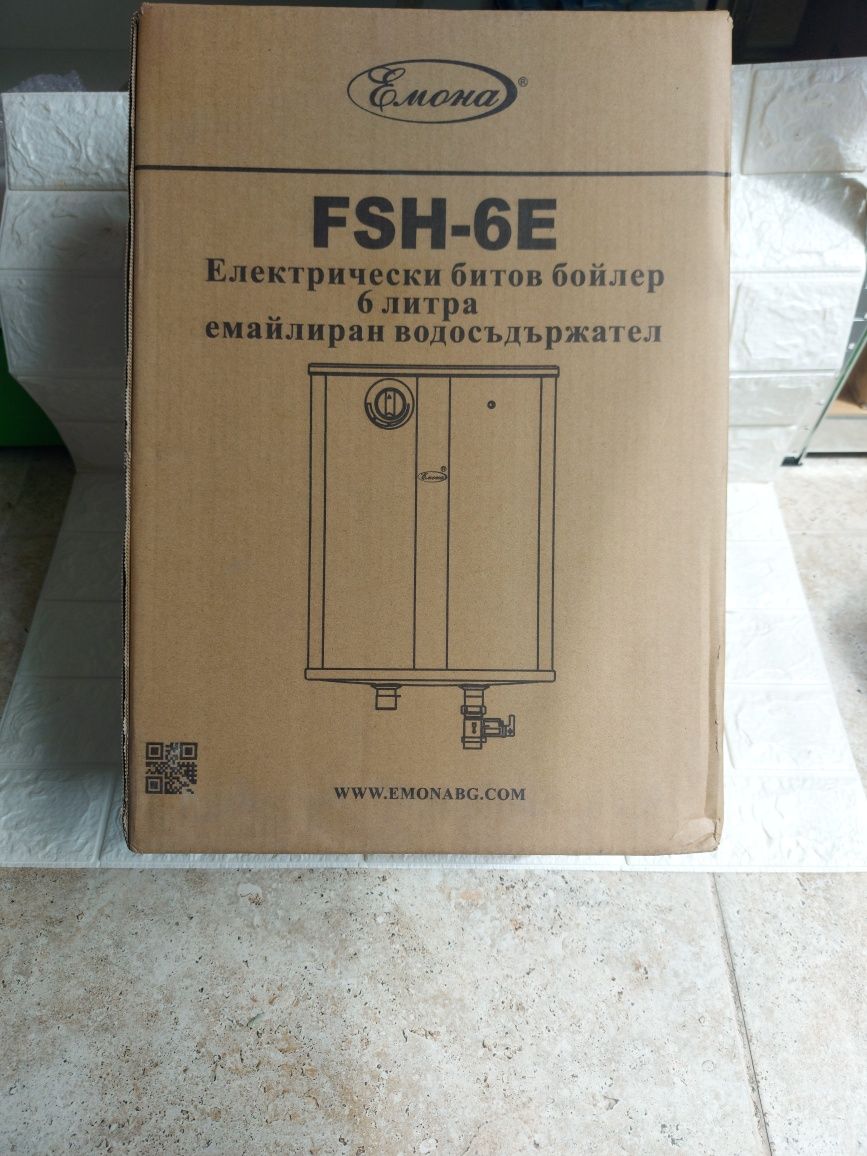 Емона®
FSH-6E
Електрически битов бойлер
6 литра
емайлиран водосъдържател
Емона®
WWW.EMONABG.COM